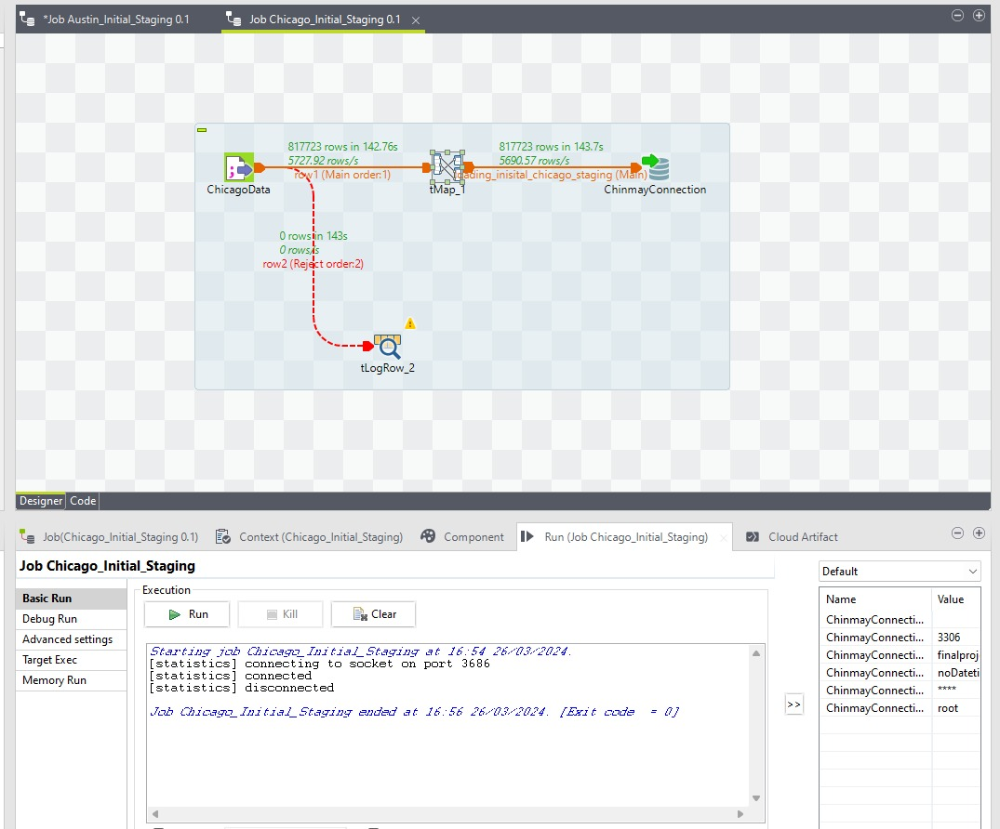 *Job Austin_Initial_Staging 0.1
Job Chicago_Initial_Staging 0.1
817723 rows in 142.76s
5727.92 rows/s
row1 (Main order:1)
817723 rows in 143.7s
5690.57 rows/s
loading_inisital_chicago_staging (Main)
ChicagoData
tMap_1
ChinmayConnection
0 rows in 143s
0 rows/s
row2 (Reject order:2)
tLogRow_2
Designer
Code
Job(Chicago_Initial_Staging 0.1)
Context (Chicago_Initial_Staging)
Component
Run (Job Chicago_Initial_Staging)
Cloud Artifact
Job Chicago_Initial_Staging
Basic Run
Debug Run
Advanced settings
Target Exec
Memory Run
Execution
Run
Kill
Clear
Starting job Chicago_Initial_Staging at 16:54 26/03/2024.
[statistics] connecting to socket on port 3686
[statistics] connected
[statistics] disconnected
Job Chicago_Initial_Staging ended at 16:56 26/03/2024. [Exit code  = 0]
>>
Default
Name Value
ChinmayConnecti...
ChinmayConnecti... 3306
ChinmayConnecti... finalproj
ChinmayConnecti... noDateti
ChinmayConnecti... ****
ChinmayConnecti... root